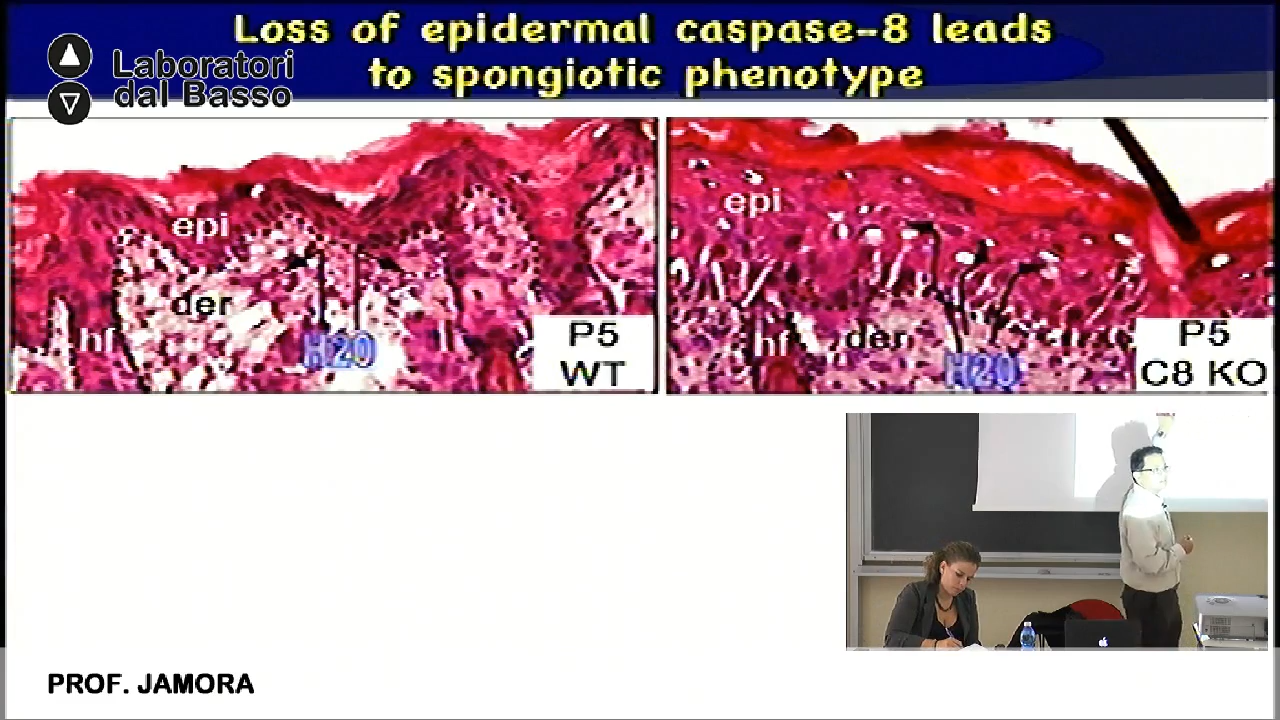 Loss of epidermal caspase-8 leads
to spongiotic phenotype
Laboratori
dal Basso
epi
der
hf
H2O
P5
WT
epi
hf
der
H2O
P5
C8 KO
PROF. JAMORA